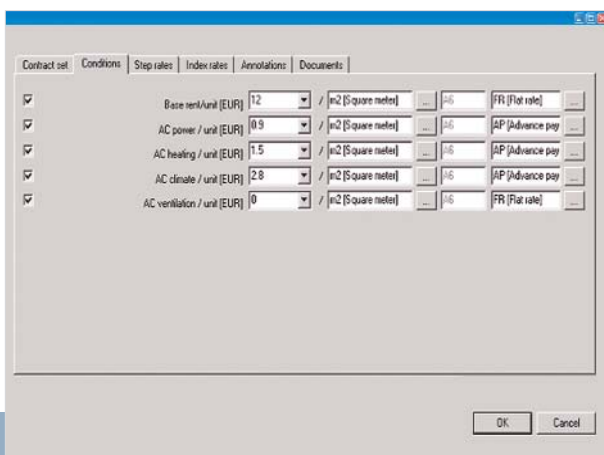 Contract set Conditions Step rates Index rates Annotations Documents
Base rent/unit [EUR] 12 / m2 [Square meter] ... A6 FR [Flat rate] ...
AC power / unit [EUR] 0.9 / m2 [Square meter] ... A6 AP [Advance pay ...
AC heating / unit [EUR] 1.5 / m2 [Square meter] ... A6 AP [Advance pay ...
AC climate / unit [EUR] 2.8 / m2 [Square meter] ... A6 AP [Advance pay ...
AC ventilation / unit [EUR] 0 / m2 [Square meter] ... A6 FR [Flat rate] ...
OK Cancel